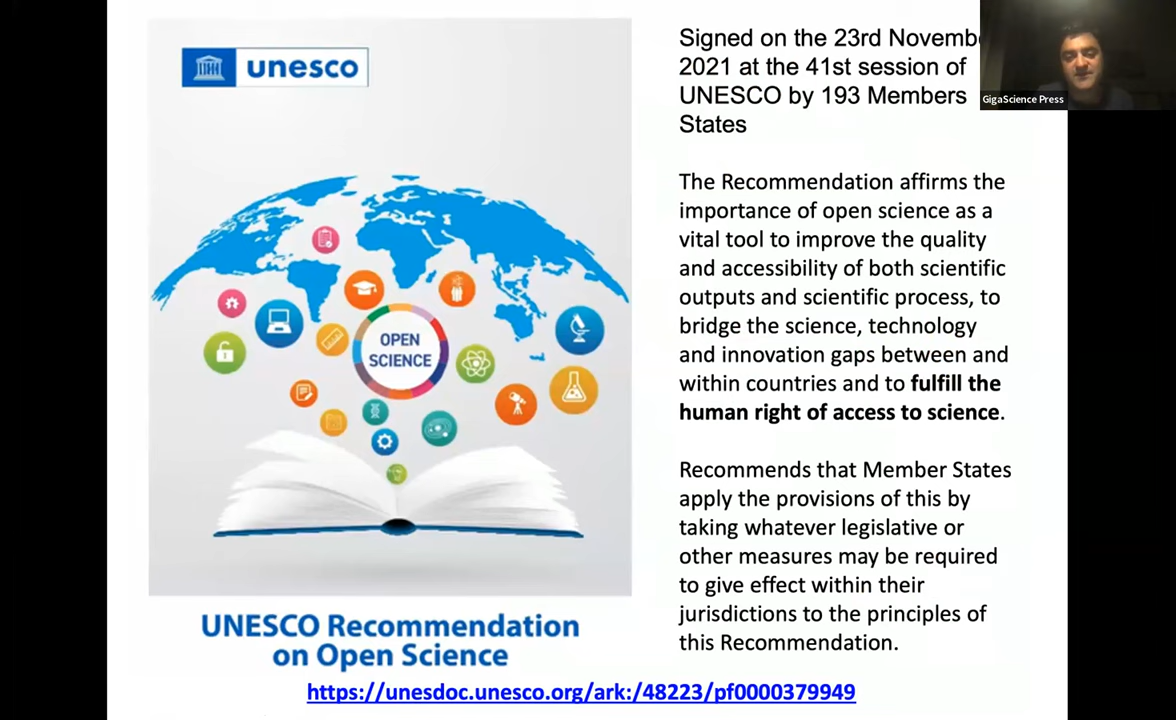 unesco
OPEN
SCIENCE
UNESCO Recommendation
on Open Science
Signed on the 23rd Novemb
2021 at the 41st session of
UNESCO by 193 Members
States
The Recommendation affirms the
importance of open science as a
vital tool to improve the quality
and accessibility of both scientific
outputs and scientific process, to
bridge the science, technology
and innovation gaps between and
within countries and to fulfill the
human right of access to science.
Recommends that Member States
apply the provisions of this by
taking whatever legislative or
other measures may be required
to give effect within their
jurisdictions to the principles of
this Recommendation.
https://unesdoc.unesco.org/ark:/48223/pf0000379949
GigaScience Press